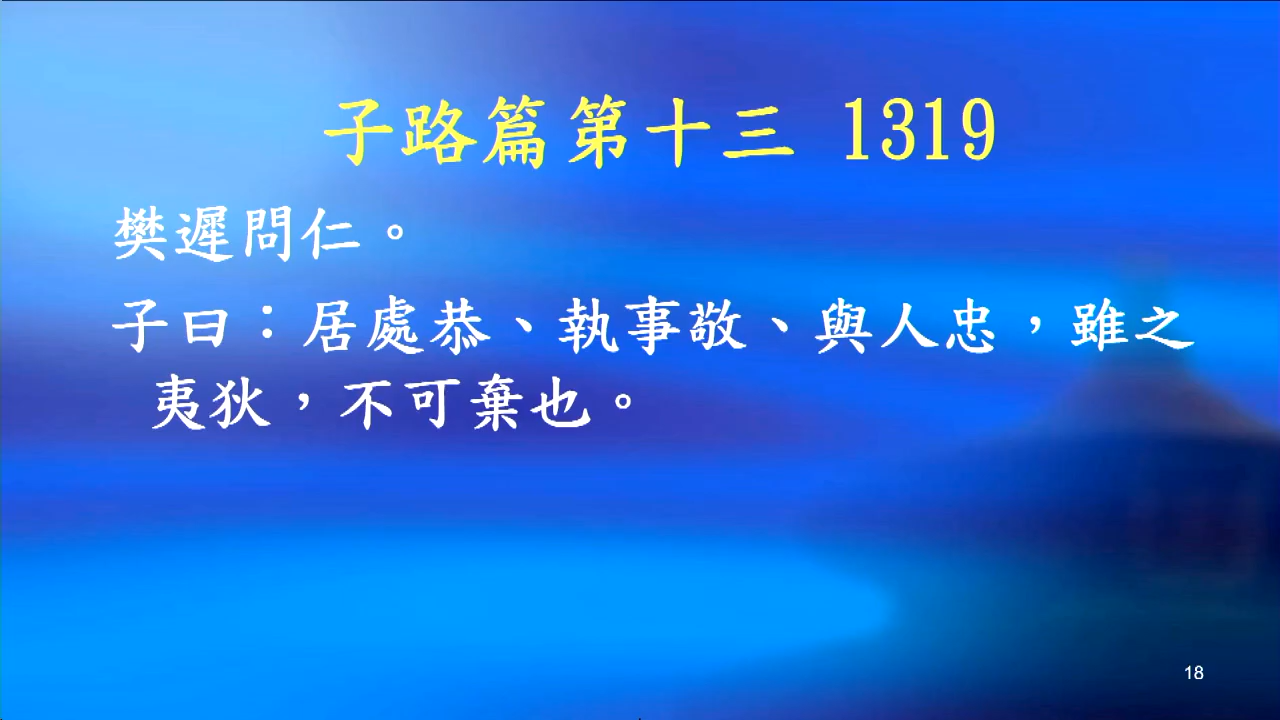 子路篇第十三 1319
樊遲問仁。
子曰：居處恭、執事敬、與人忠，雖之
夷狄，不可棄也。
18